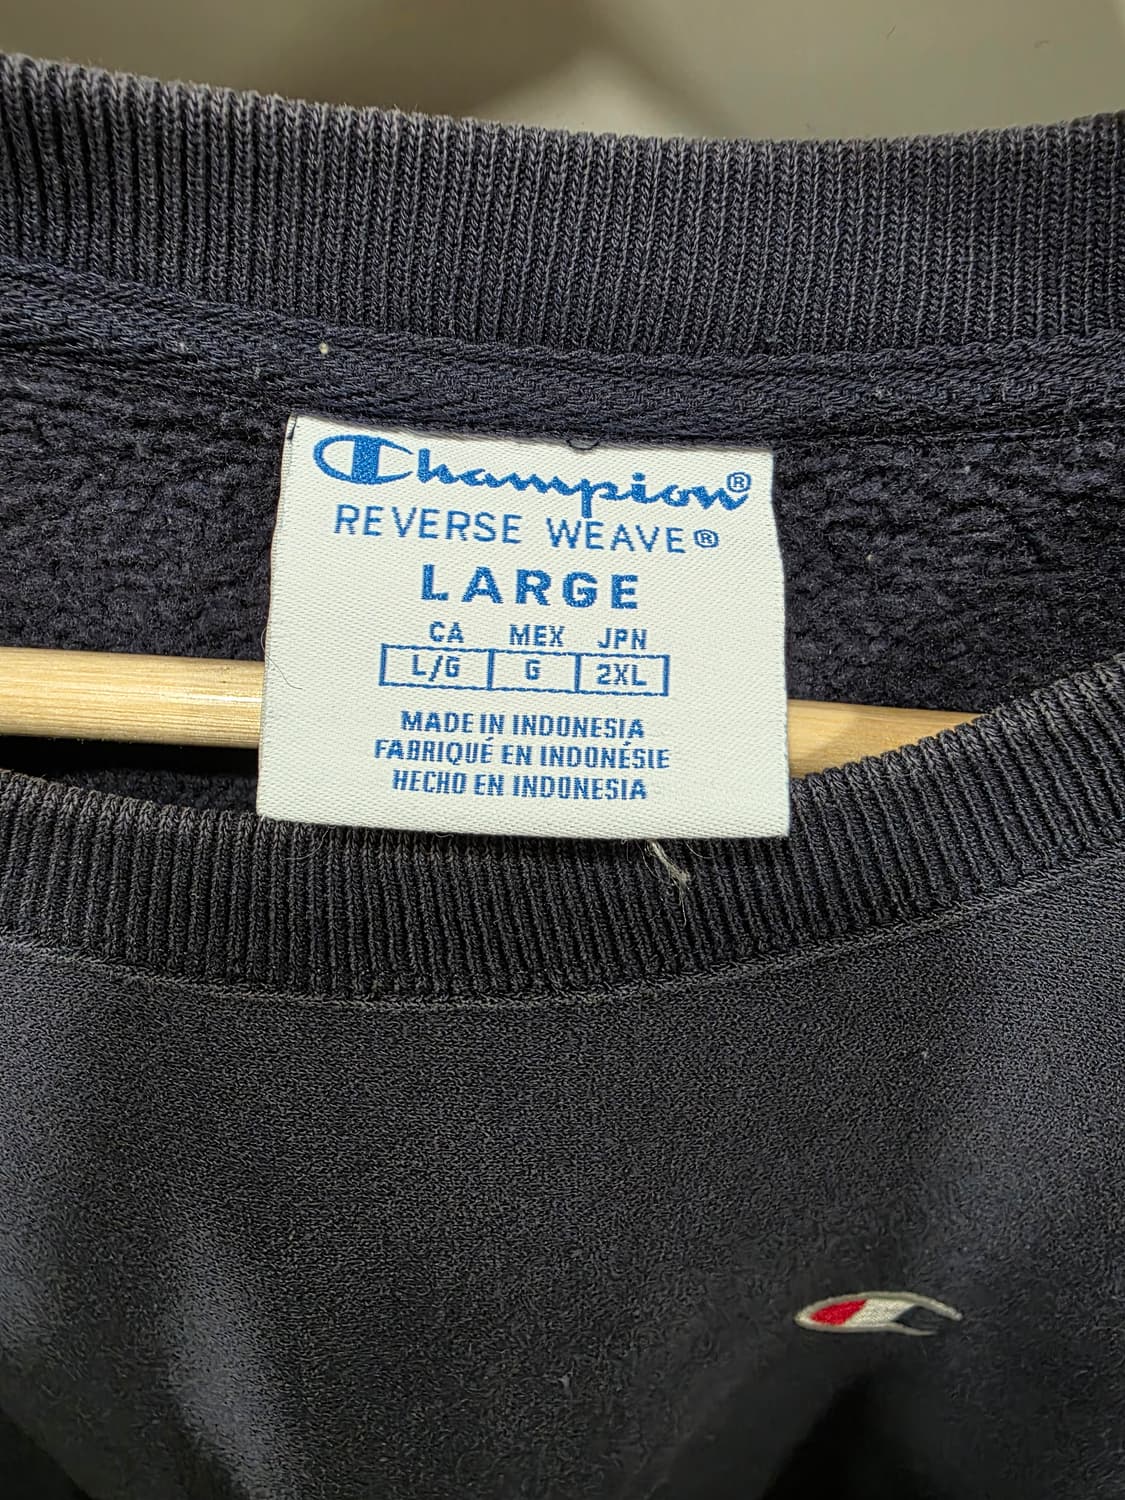 Champion®
REVERSE WEAVE®
LARGE
CA MEX JPN
L/G G 2XL
MADE IN INDONESIA
FABRIQUÉ EN INDONÉSIE
HECHO EN INDONESIA